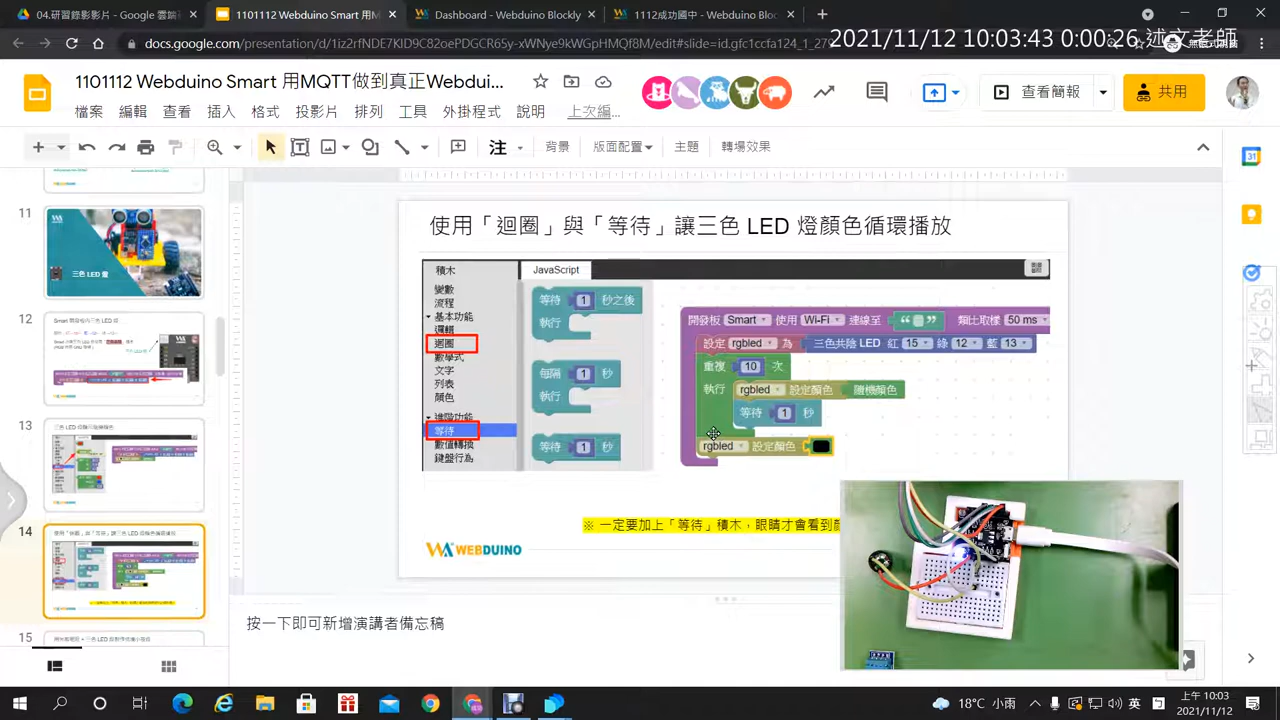 04.研習錄影影片 - Google 雲端
1101112 Webduino Smart 用M
Dashboard - Webduino Blockly
1112成功國中 - Webduino Blockly
docs.google.com/presentation/d/1iz2rfNDE7KID9C82oePDGCR65y-xWNye9kWGpHMQf8M/edit#slide=id.gfc1ccfa124_1_279
2021/11/12 10:03:43 0:00:26 述文老師
1101112 Webduino Smart 用MQTT做到真正Webdui...
檔案 編輯 查看 插入 格式 投影片 排列 工具 說明 外掛程式 上次編...
查看簡報
共用
注
背景 版面配置 主題 轉場效果
11
三色 LED 燈
12
13
14
15
使用「迴圈」與「等待」讓三色 LED 燈顏色循環播放
積木 JavaScript
變數
流程
基本功能
邏輯
迴圈
數學式
文字
列表
顏色
進階功能
等待
數值轉換
鍵盤行為
等待 1 秒之後
執行
每隔 1 秒
執行
等待 1 秒
開發板 Smart 使用 Wi-Fi 連線至 “ ” 類比取樣 50 ms
設定 rgbled 為 三色共陰 LED 紅 15 綠 12 藍 13
重複 10 次
執行 rgbled 設定顏色 隨機顏色
等待 1 秒
rgbled 設定顏色
※ 一定要加上「等待」積木，眼睛才會看到
WEBDUINO
按一下即可新增演講者備忘稿
31
18°C 小雨
英
上午 10:03
2021/11/12